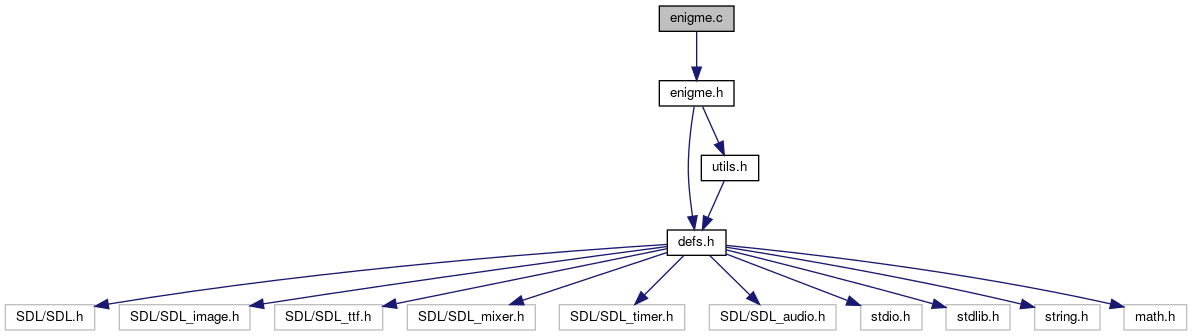 enigme.c
enigme.h
utils.h
defs.h
SDL/SDL.h
SDL/SDL_image.h
SDL/SDL_ttf.h
SDL/SDL_mixer.h
SDL/SDL_timer.h
SDL/SDL_audio.h
stdio.h
stdlib.h
string.h
math.h